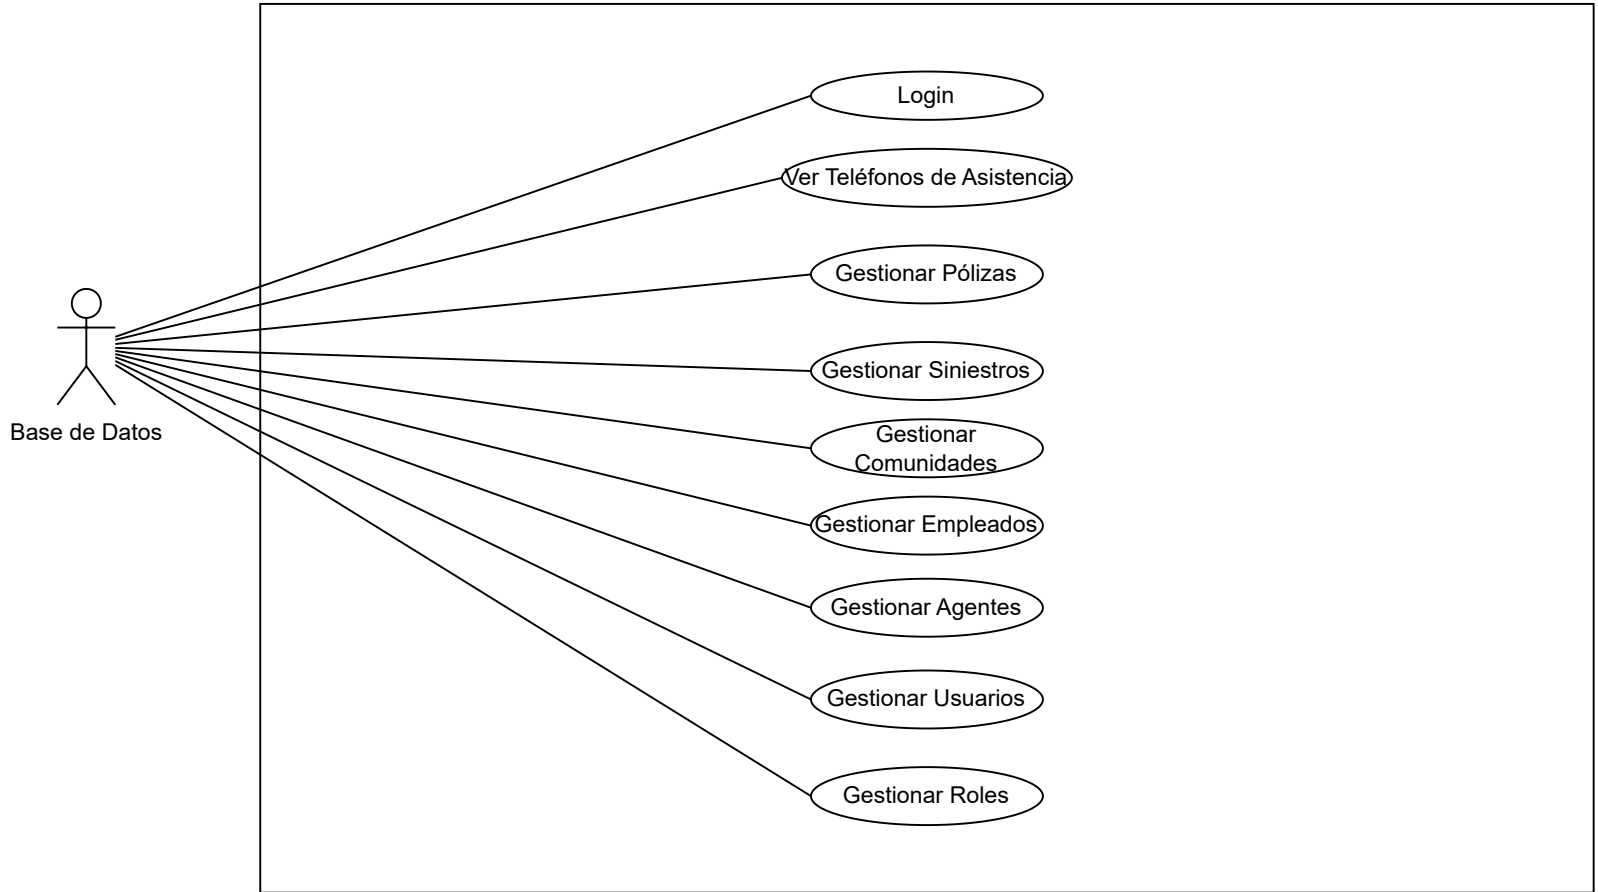 Login
Ver Teléfonos de Asistencia
Gestionar Pólizas
Gestionar Siniestros
Base de Datos
Gestionar
Comunidades
Gestionar Empleados
Gestionar Agentes
Gestionar Usuarios
Gestionar Roles